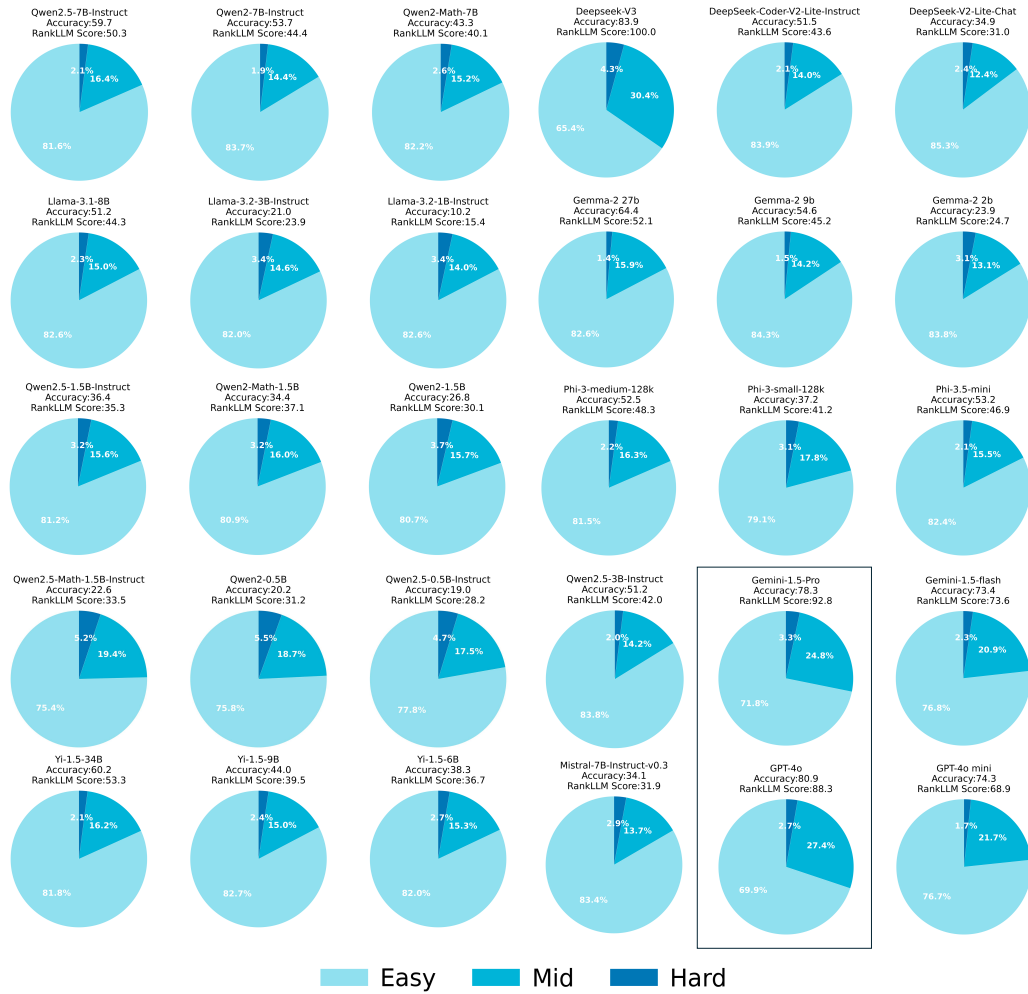 Qwen2.5-7B-Instruct
Accuracy:59.7
RankLLM Score:50.3
2.1%
16.4%
81.6%
Qwen2-7B-Instruct
Accuracy:53.7
RankLLM Score:44.4
1.9%
14.4%
83.7%
Qwen2-Math-7B
Accuracy:43.3
RankLLM Score:40.1
2.6%
15.2%
82.2%
Deepseek-V3
Accuracy:83.9
RankLLM Score:100.0
4.3%
30.4%
65.4%
DeepSeek-Coder-V2-Lite-Instruct
Accuracy:51.5
RankLLM Score:43.6
2.1%
14.0%
83.9%
DeepSeek-V2-Lite-Chat
Accuracy:34.9
RankLLM Score:31.0
2.4%
12.4%
85.3%
Llama-3.1-8B
Accuracy:51.2
RankLLM Score:44.3
2.3%
15.0%
82.6%
Llama-3.2-3B-Instruct
Accuracy:21.0
RankLLM Score:23.9
3.4%
14.6%
82.0%
Llama-3.2-1B-Instruct
Accuracy:10.2
RankLLM Score:15.4
3.4%
14.0%
82.6%
Gemma-2 27b
Accuracy:64.4
RankLLM Score:52.1
1.4%
15.9%
82.6%
Gemma-2 9b
Accuracy:54.6
RankLLM Score:45.2
1.5%
14.2%
84.3%
Gemma-2 2b
Accuracy:23.9
RankLLM Score:24.7
3.1%
13.1%
83.8%
Qwen2.5-1.5B-Instruct
Accuracy:36.4
RankLLM Score:35.3
3.2%
15.6%
81.2%
Qwen2-Math-1.5B
Accuracy:34.4
RankLLM Score:37.1
3.2%
16.0%
80.9%
Qwen2-1.5B
Accuracy:26.8
RankLLM Score:30.1
3.7%
15.7%
80.7%
Phi-3-medium-128k
Accuracy:52.5
RankLLM Score:48.3
2.2%
16.3%
81.5%
Phi-3-small-128k
Accuracy:37.2
RankLLM Score:41.2
3.1%
17.8%
79.1%
Phi-3.5-mini
Accuracy:53.2
RankLLM Score:46.9
2.1%
15.5%
82.4%
Qwen2.5-Math-1.5B-Instruct
Accuracy:22.6
RankLLM Score:33.5
5.2%
19.4%
75.4%
Qwen2-0.5B
Accuracy:20.2
RankLLM Score:31.2
5.5%
18.7%
75.8%
Qwen2.5-0.5B-Instruct
Accuracy:19.0
RankLLM Score:28.2
4.7%
17.5%
77.8%
Qwen2.5-3B-Instruct
Accuracy:51.2
RankLLM Score:42.0
2.0%
14.2%
83.8%
Gemini-1.5-Pro
Accuracy:78.3
RankLLM Score:92.8
3.3%
24.8%
71.8%
Gemini-1.5-flash
Accuracy:73.4
RankLLM Score:73.6
2.3%
20.9%
76.8%
Yi-1.5-34B
Accuracy:60.2
RankLLM Score:53.3
2.1%
16.2%
81.8%
Yi-1.5-9B
Accuracy:44.0
RankLLM Score:39.5
2.4%
15.0%
82.7%
Yi-1.5-6B
Accuracy:38.3
RankLLM Score:36.7
2.7%
15.3%
82.0%
Mistral-7B-Instruct-v0.3
Accuracy:34.1
RankLLM Score:31.9
2.9%
13.7%
83.4%
GPT-4o
Accuracy:80.9
RankLLM Score:88.3
2.7%
27.4%
69.9%
GPT-4o mini
Accuracy:74.3
RankLLM Score:68.9
1.7%
21.7%
76.7%
Easy
Mid
Hard